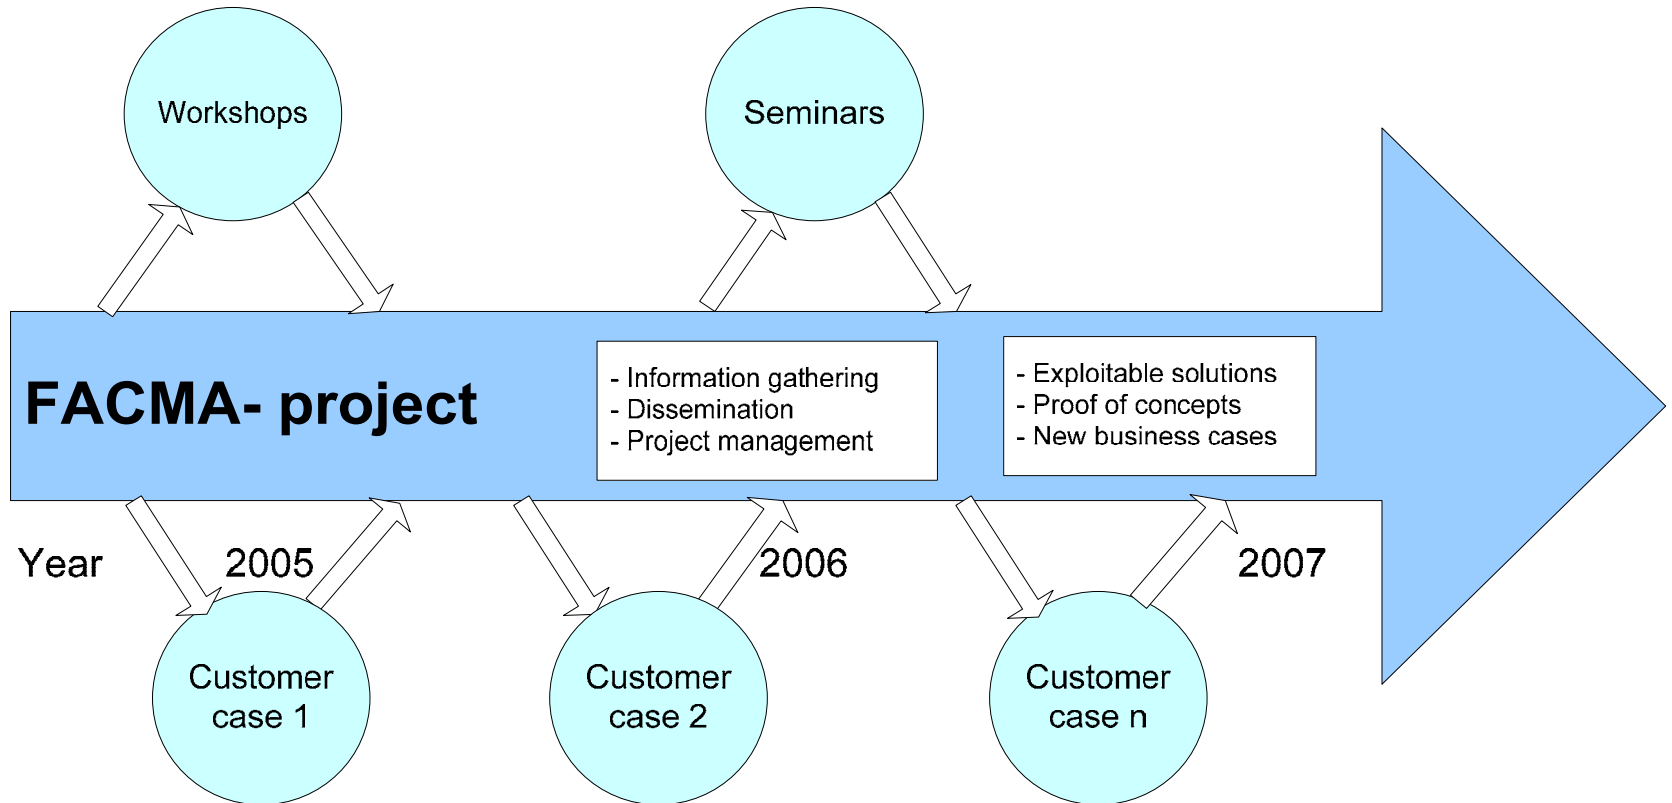 Workshops
Seminars
FACMA- project
- Information gathering
- Dissemination
- Project management
- Exploitable solutions
- Proof of concepts
- New business cases
Year
2005
2006
2007
Customer
case 1
Customer
case 2
Customer
case n